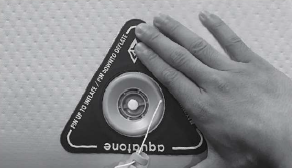 PIN UP TO INFLATE / PIN DOWN TO DEFLATE
aquatone